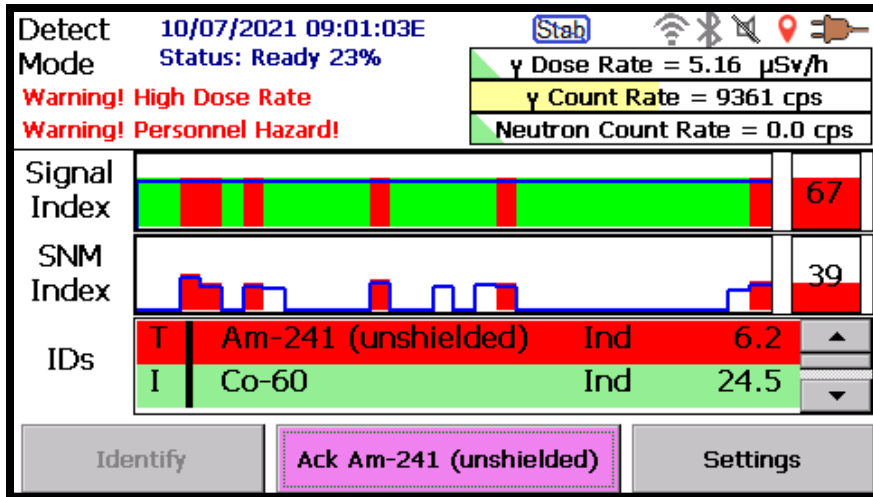 Detect 10/07/2021 09:01:03E Stab
Mode Status: Ready 23%
γ Dose Rate = 5.16 µSv/h
Warning! High Dose Rate
γ Count Rate = 9361 cps
Warning! Personnel Hazard!
Neutron Count Rate = 0.0 cps
Signal Index
67
SNM Index
39
IDs
T Am-241 (unshielded) Ind 6.2
I Co-60 Ind 24.5
Identify
Ack Am-241 (unshielded)
Settings